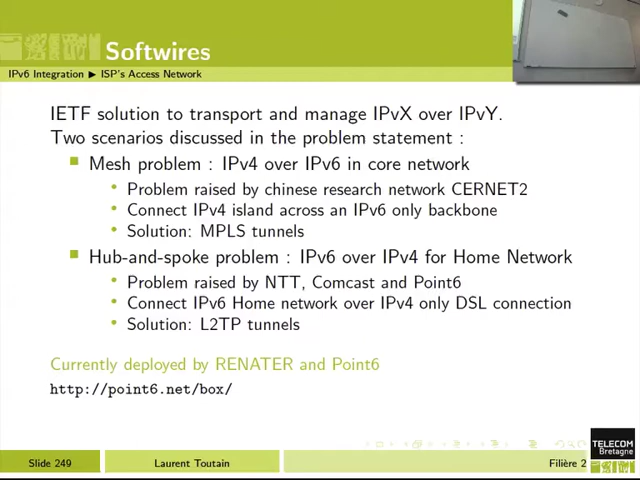 Softwires
IPv6 Integration ▶ ISP's Access Network
IETF solution to transport and manage IPvX over IPvY.
Two scenarios discussed in the problem statement :
Mesh problem : IPv4 over IPv6 in core network
Problem raised by chinese research network CERNET2
Connect IPv4 island across an IPv6 only backbone
Solution: MPLS tunnels
Hub-and-spoke problem : IPv6 over IPv4 for Home Network
Problem raised by NTT, Comcast and Point6
Connect IPv6 Home network over IPv4 only DSL connection
Solution: L2TP tunnels
Currently deployed by RENATER and Point6
http://point6.net/box/
TELECOM
Bretagne
Slide 249
Laurent Toutain
Filière 2